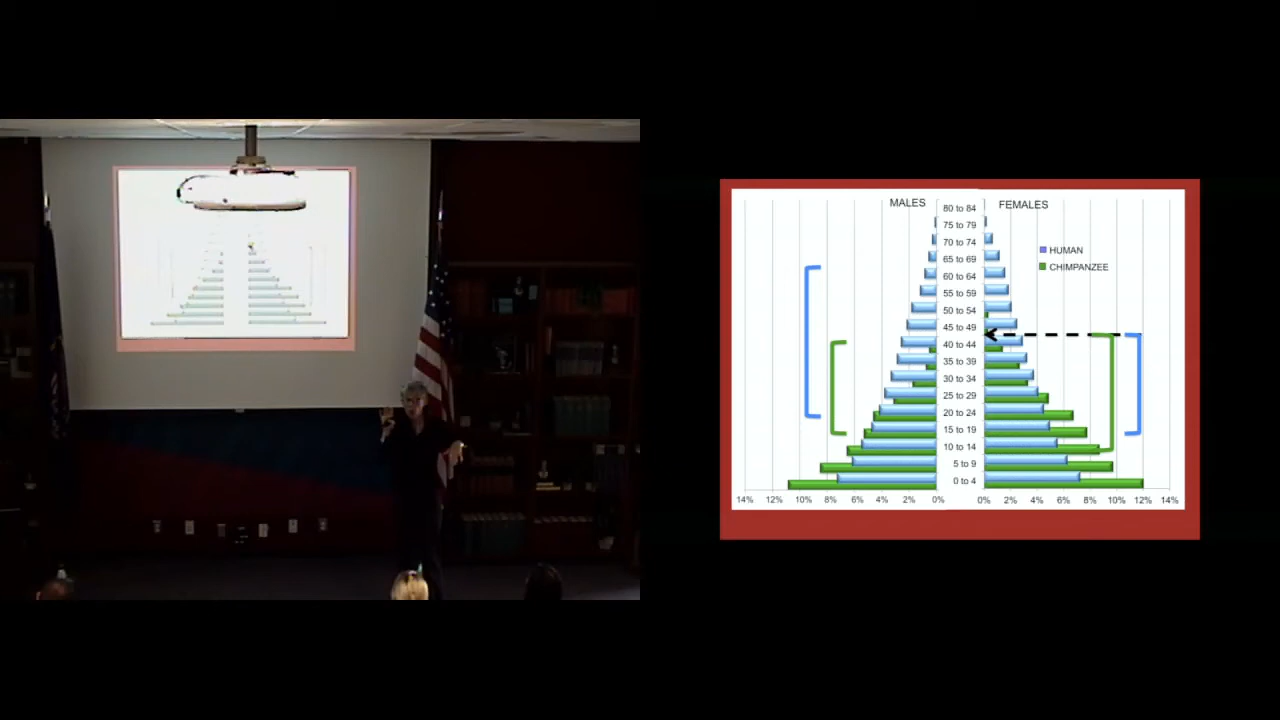 MALES
FEMALES
80 to 84
75 to 79
70 to 74
65 to 69
60 to 64
55 to 59
50 to 54
45 to 49
40 to 44
35 to 39
30 to 34
25 to 29
20 to 24
15 to 19
10 to 14
5 to 9
0 to 4
HUMAN
CHIMPANZEE
14% 12% 10% 8% 6% 4% 2% 0%
0% 2% 4% 6% 8% 10% 12% 14%